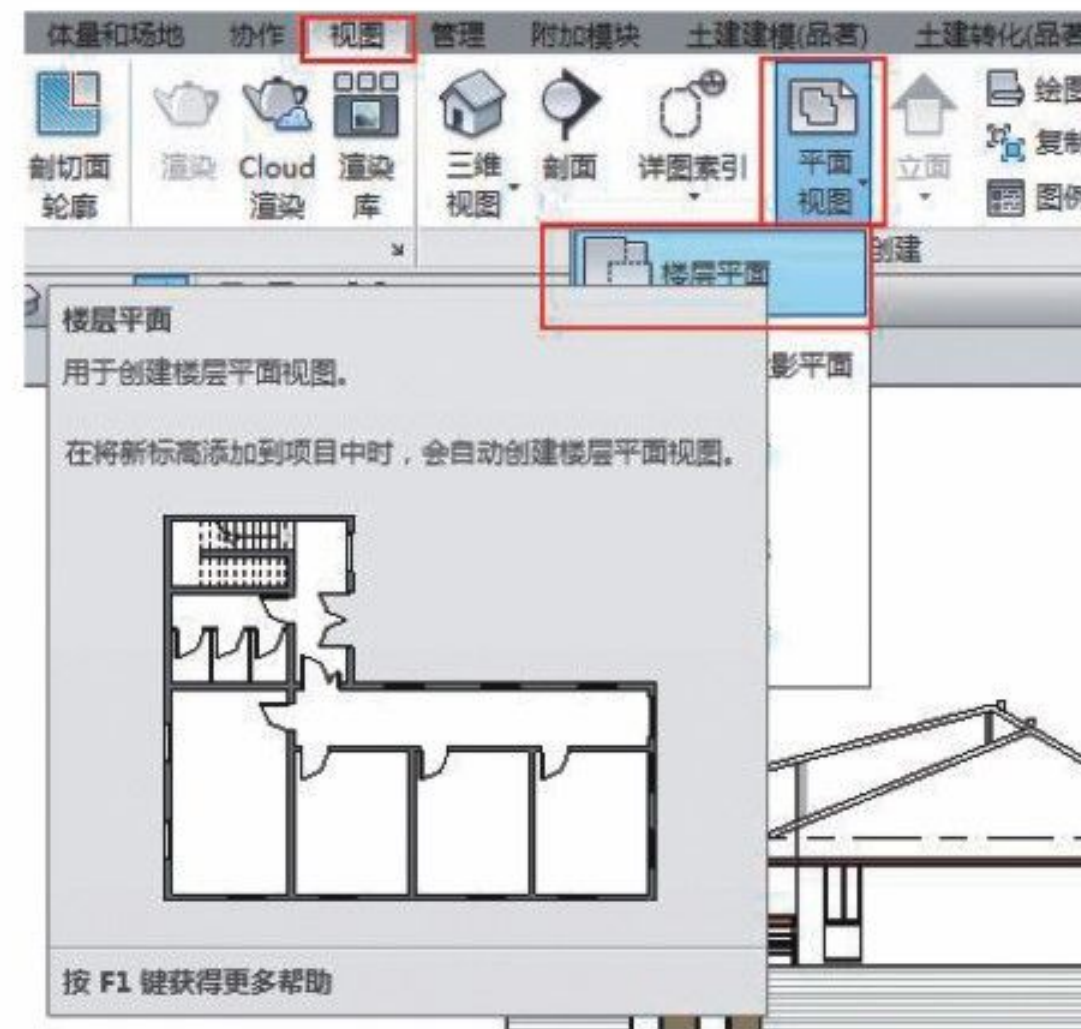 体量和场地 协作 视图 管理 附加模块 土建建模(品茗) 土建转化(品茗
剖切面 轮廓
渲染
Cloud 渲染
渲染 库
三维 视图
剖面
详图索引
平面 视图
立面
绘图
复制
图例
楼层平面
创建
影平面
楼层平面
用于创建楼层平面视图。
在将新标高添加到项目中时，会自动创建楼层平面视图。
按 F1 键获得更多帮助